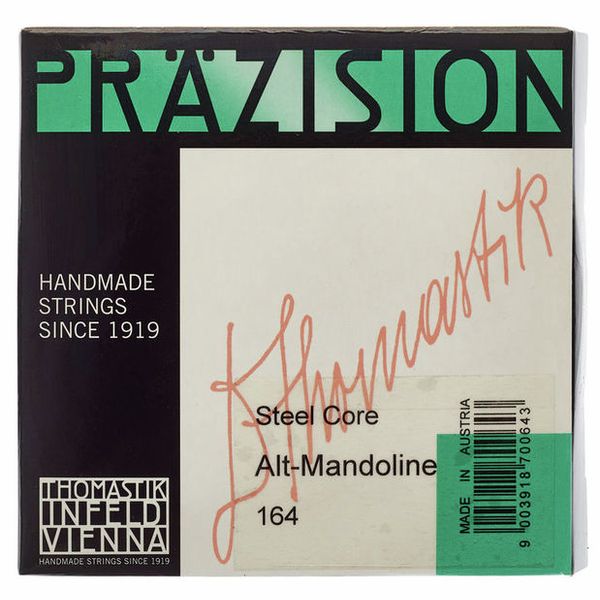 PRÄZISION
HANDMADE
STRINGS
SINCE 1919
Thomastik
Steel Core
Alt-Mandoline
164
MADE IN AUSTRIA
9 003918 700643
THOMASTIK
INFELD
VIENNA
HANDMADE STRINGS SINCE 1919